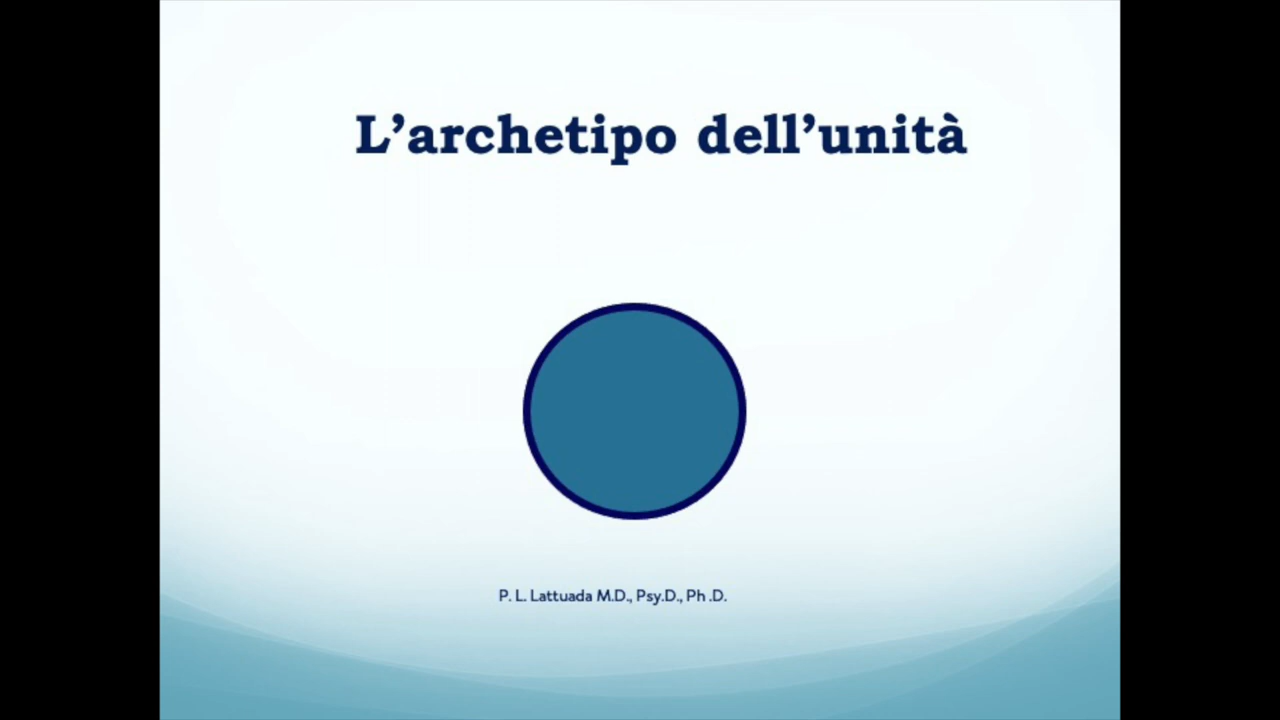 L’archetipo dell’unità
P. L. Lattuada M.D., Psy.D., Ph .D.